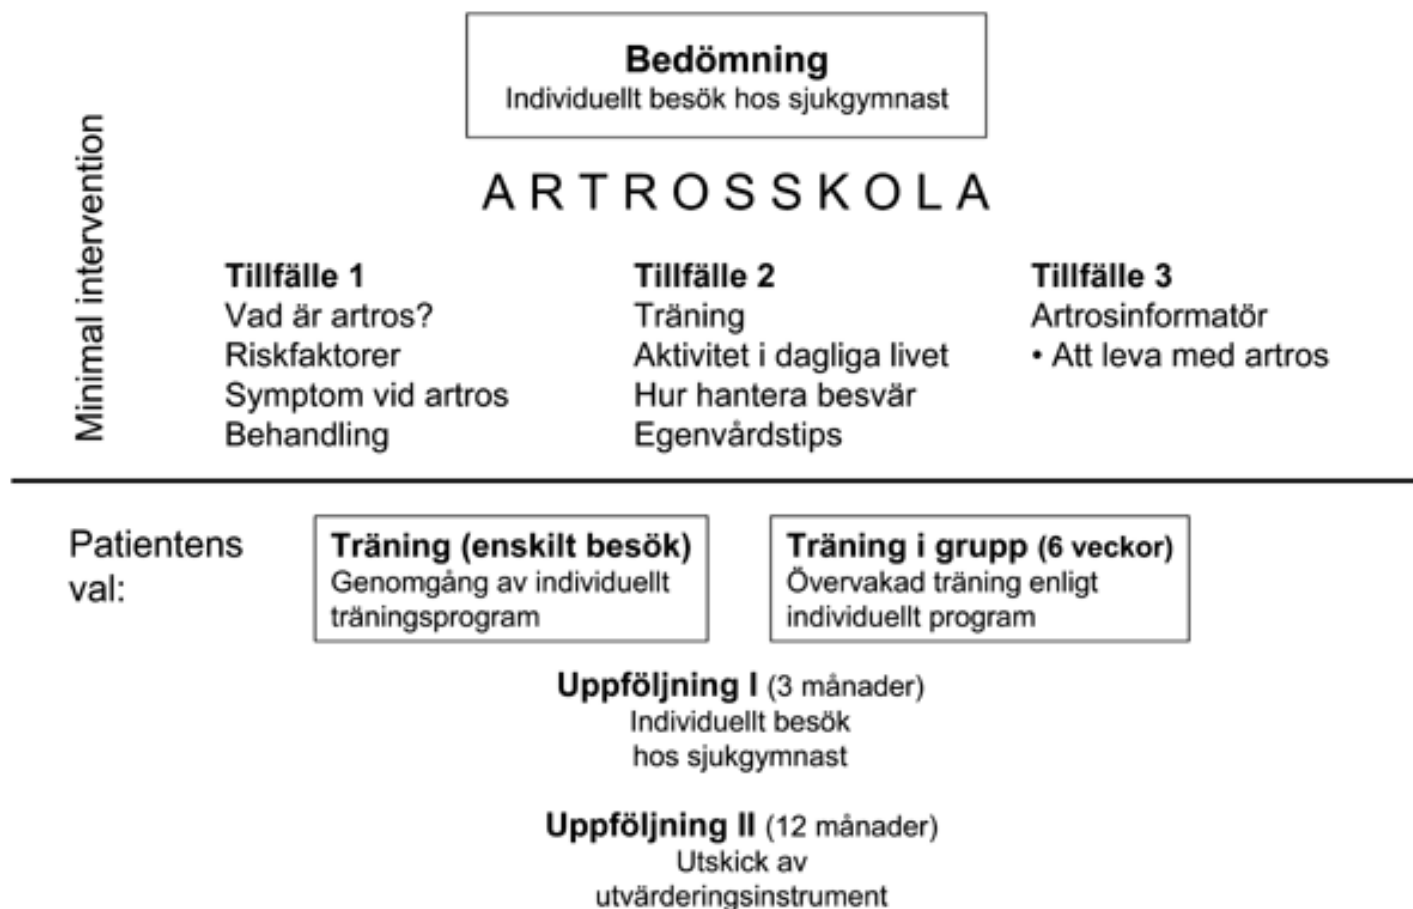 Bedömning
Individuellt besök hos sjukgymnast
ARTROSSKOLA
Minimal intervention
Tillfälle 1
Vad är artros?
Riskfaktorer
Symptom vid artros
Behandling
Tillfälle 2
Träning
Aktivitet i dagliga livet
Hur hantera besvär
Egenvårdstips
Tillfälle 3
Artrosinformatör
• Att leva med artros
Patientens
val:
Träning (enskilt besök)
Genomgång av individuellt
träningsprogram
Träning i grupp (6 veckor)
Övervakad träning enligt
individuellt program
Uppföljning I (3 månader)
Individuellt besök
hos sjukgymnast
Uppföljning II (12 månader)
Utskick av
utvärderingsinstrument